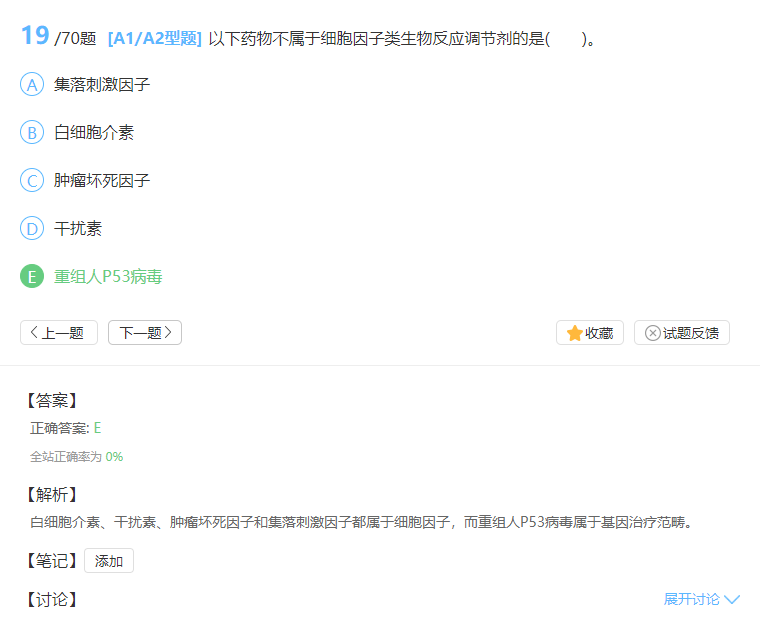 19 /70题 [A1/A2型题] 以下药物不属于细胞因子类生物反应调节剂的是( )。
A 集落刺激因子
B 白细胞介素
C 肿瘤坏死因子
D 干扰素
E 重组人P53病毒
上一题 下一题 收藏 试题反馈
【答案】
正确答案: E
全站正确率为 0%
【解析】
白细胞介素、干扰素、肿瘤坏死因子和集落刺激因子都属于细胞因子，而重组人P53病毒属于基因治疗范畴。
【笔记】 添加
【讨论】 展开讨论